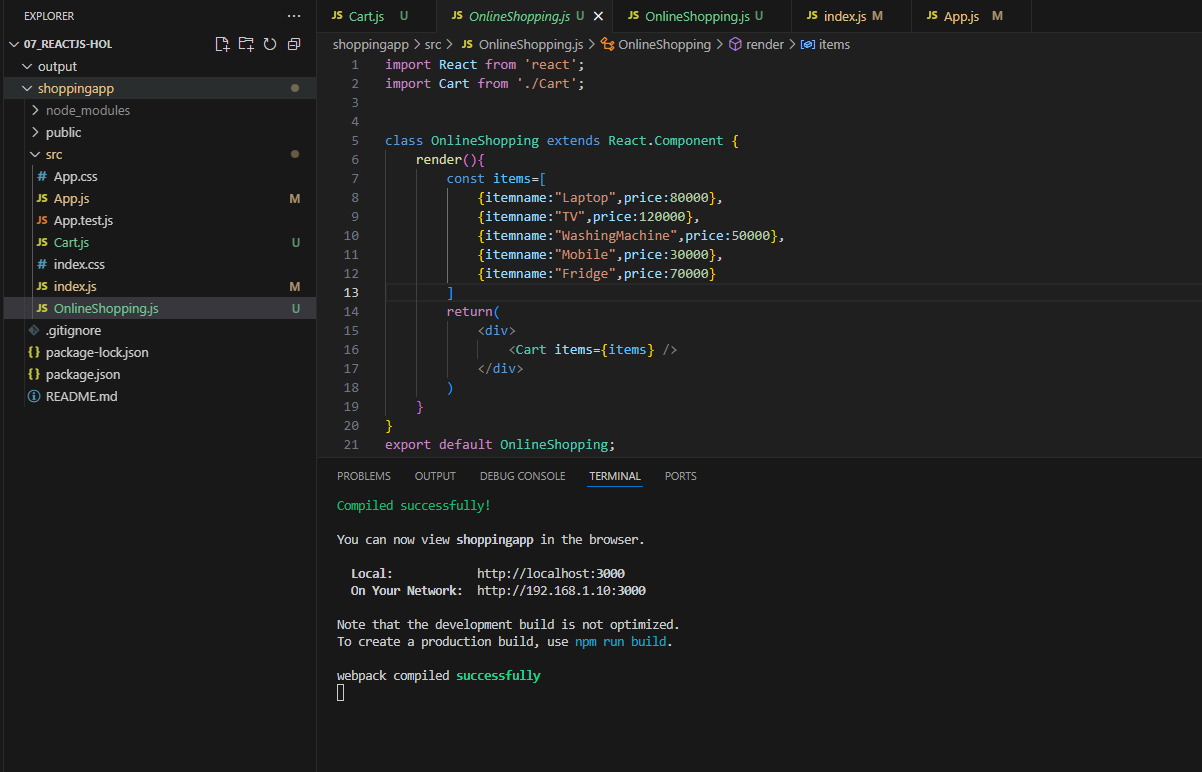 EXPLORER
07_REACTJS-HOL
output
shoppingapp
node_modules
public
src
# App.css
JS App.js M
JS App.test.js
JS Cart.js U
# index.css
JS index.js M
JS OnlineShopping.js U
.gitignore
{} package-lock.json
{} package.json
README.md
JS Cart.js U JS OnlineShopping.js U JS OnlineShopping.js U JS index.js M JS App.js M
shoppingapp > src > JS OnlineShopping.js > OnlineShopping > render > items
1 import React from 'react';
2 import Cart from './Cart';
3
4
5 class OnlineShopping extends React.Component {
6 render(){
7 const items=[
8 {itemname:"Laptop",price:80000},
9 {itemname:"TV",price:120000},
10 {itemname:"WashingMachine",price:50000},
11 {itemname:"Mobile",price:30000},
12 {itemname:"Fridge",price:70000}
13 ]
14 return(
15 <div>
16 <Cart items={items} />
17 </div>
18 )
19 }
20 }
21 export default OnlineShopping;
PROBLEMS OUTPUT DEBUG CONSOLE TERMINAL PORTS
Compiled successfully!
You can now view shoppingapp in the browser.
Local: http://localhost:3000
On Your Network: http://192.168.1.10:3000
Note that the development build is not optimized.
To create a production build, use npm run build.
webpack compiled successfully